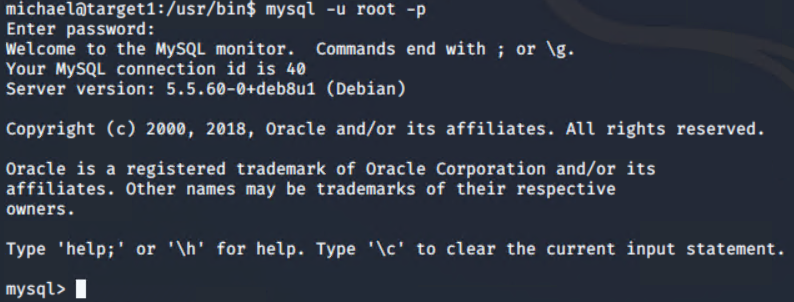 michael@target1:/usr/bin$ mysql -u root -p
Enter password:
Welcome to the MySQL monitor.  Commands end with ; or \g.
Your MySQL connection id is 40
Server version: 5.5.60-0+deb8u1 (Debian)
Copyright (c) 2000, 2018, Oracle and/or its affiliates. All rights reserved.
Oracle is a registered trademark of Oracle Corporation and/or its
affiliates. Other names may be trademarks of their respective
owners.
Type 'help;' or '\h' for help. Type '\c' to clear the current input statement.
mysql>